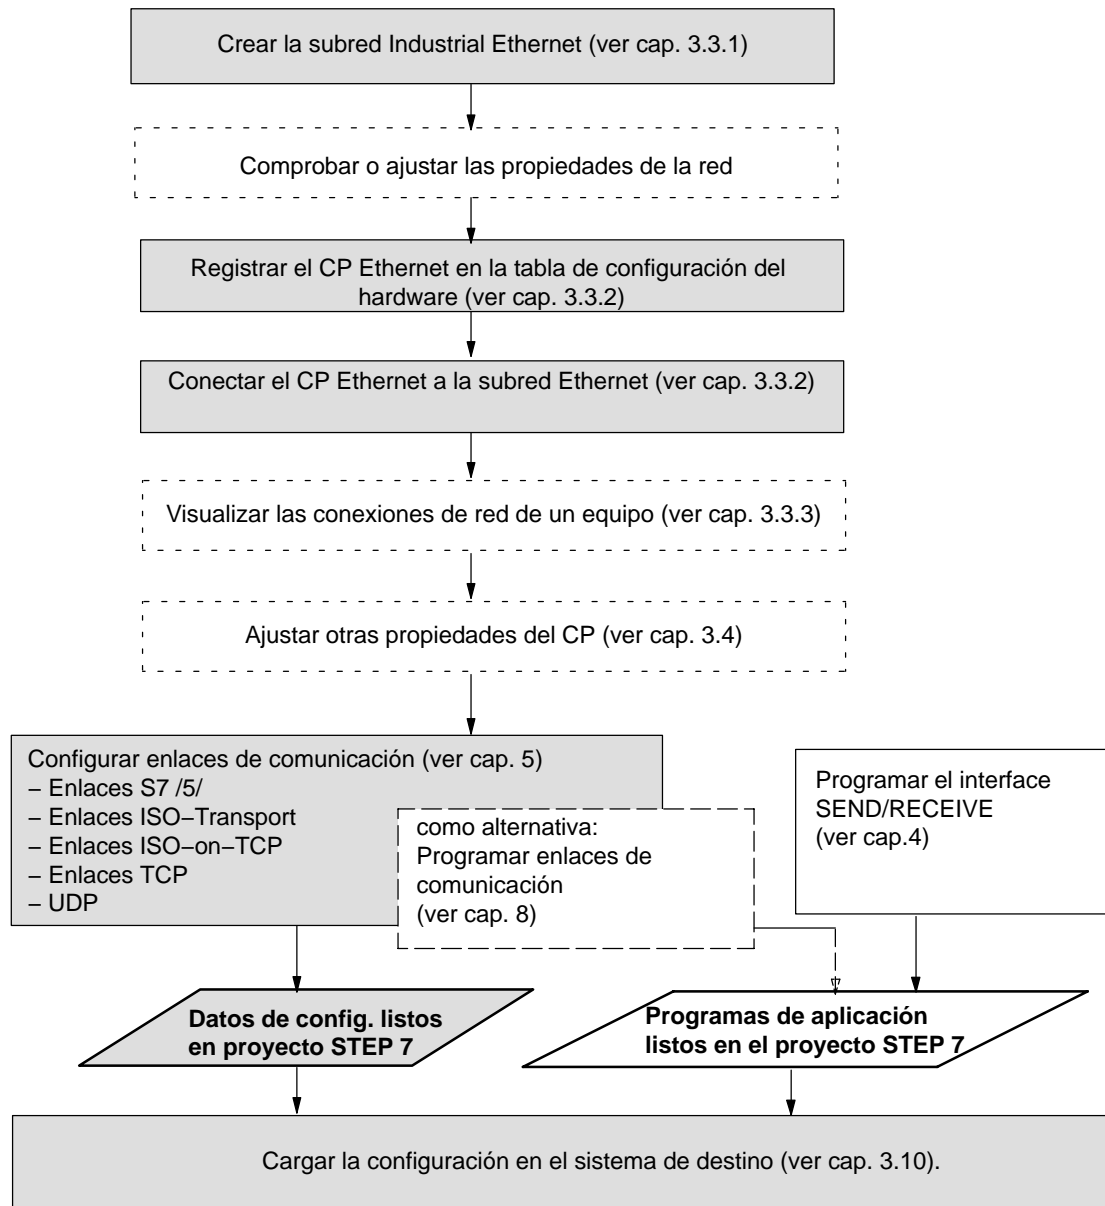 Crear la subred Industrial Ethernet (ver cap. 3.3.1)
Comprobar o ajustar las propiedades de la red
Registrar el CP Ethernet en la tabla de configuración del
hardware (ver cap. 3.3.2)
Conectar el CP Ethernet a la subred Ethernet (ver cap. 3.3.2)
Visualizar las conexiones de red de un equipo (ver cap. 3.3.3)
Ajustar otras propiedades del CP (ver cap. 3.4)
Configurar enlaces de comunicación (ver cap. 5)
– Enlaces S7 /5/
– Enlaces ISO–Transport
– Enlaces ISO–on–TCP
– Enlaces TCP
– UDP
como alternativa:
Programar enlaces de
comunicación
(ver cap. 8)
Programar el interface
SEND/RECEIVE
(ver cap.4)
Datos de config. listos
en proyecto STEP 7
Programas de aplicación
listos en el proyecto STEP 7
Cargar la configuración en el sistema de destino (ver cap. 3.10).